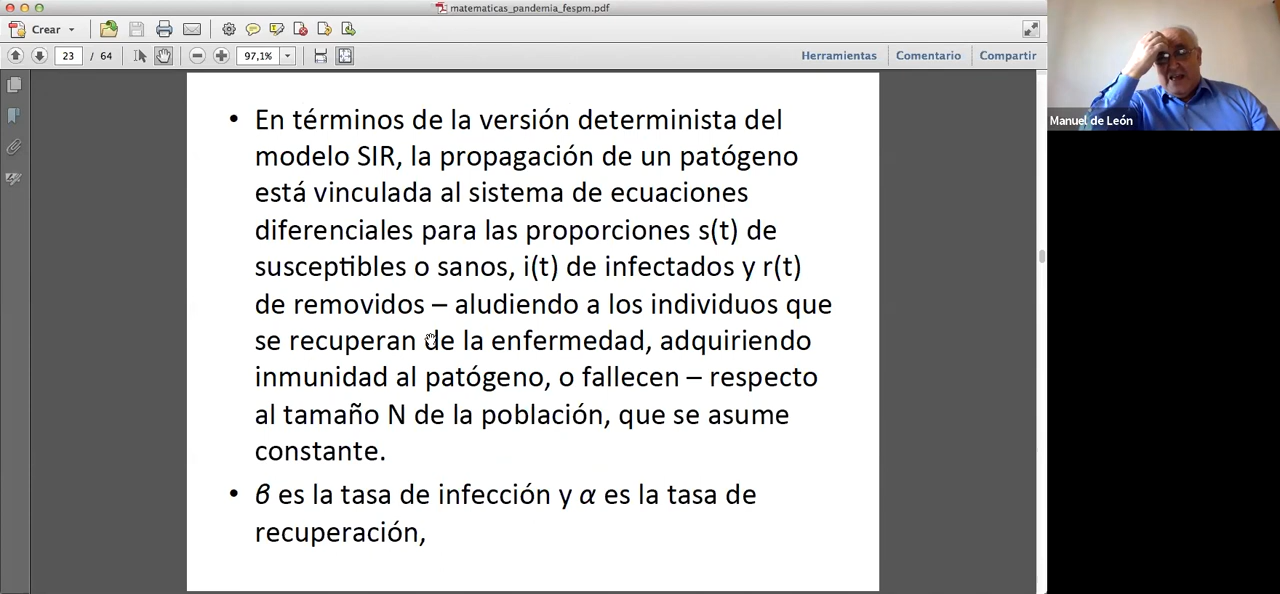 matematicas_pandemia_fespm.pdf
Crear
23 / 64
97,1%
Herramientas
Comentario
Compartir
• En términos de la versión determinista del
modelo SIR, la propagación de un patógeno
está vinculada al sistema de ecuaciones
diferenciales para las proporciones s(t) de
susceptibles o sanos, i(t) de infectados y r(t)
de removidos – aludiendo a los individuos que
se recuperan de la enfermedad, adquiriendo
inmunidad al patógeno, o fallecen – respecto
al tamaño N de la población, que se asume
constante.
• β es la tasa de infección y α es la tasa de
recuperación,
Manuel de León